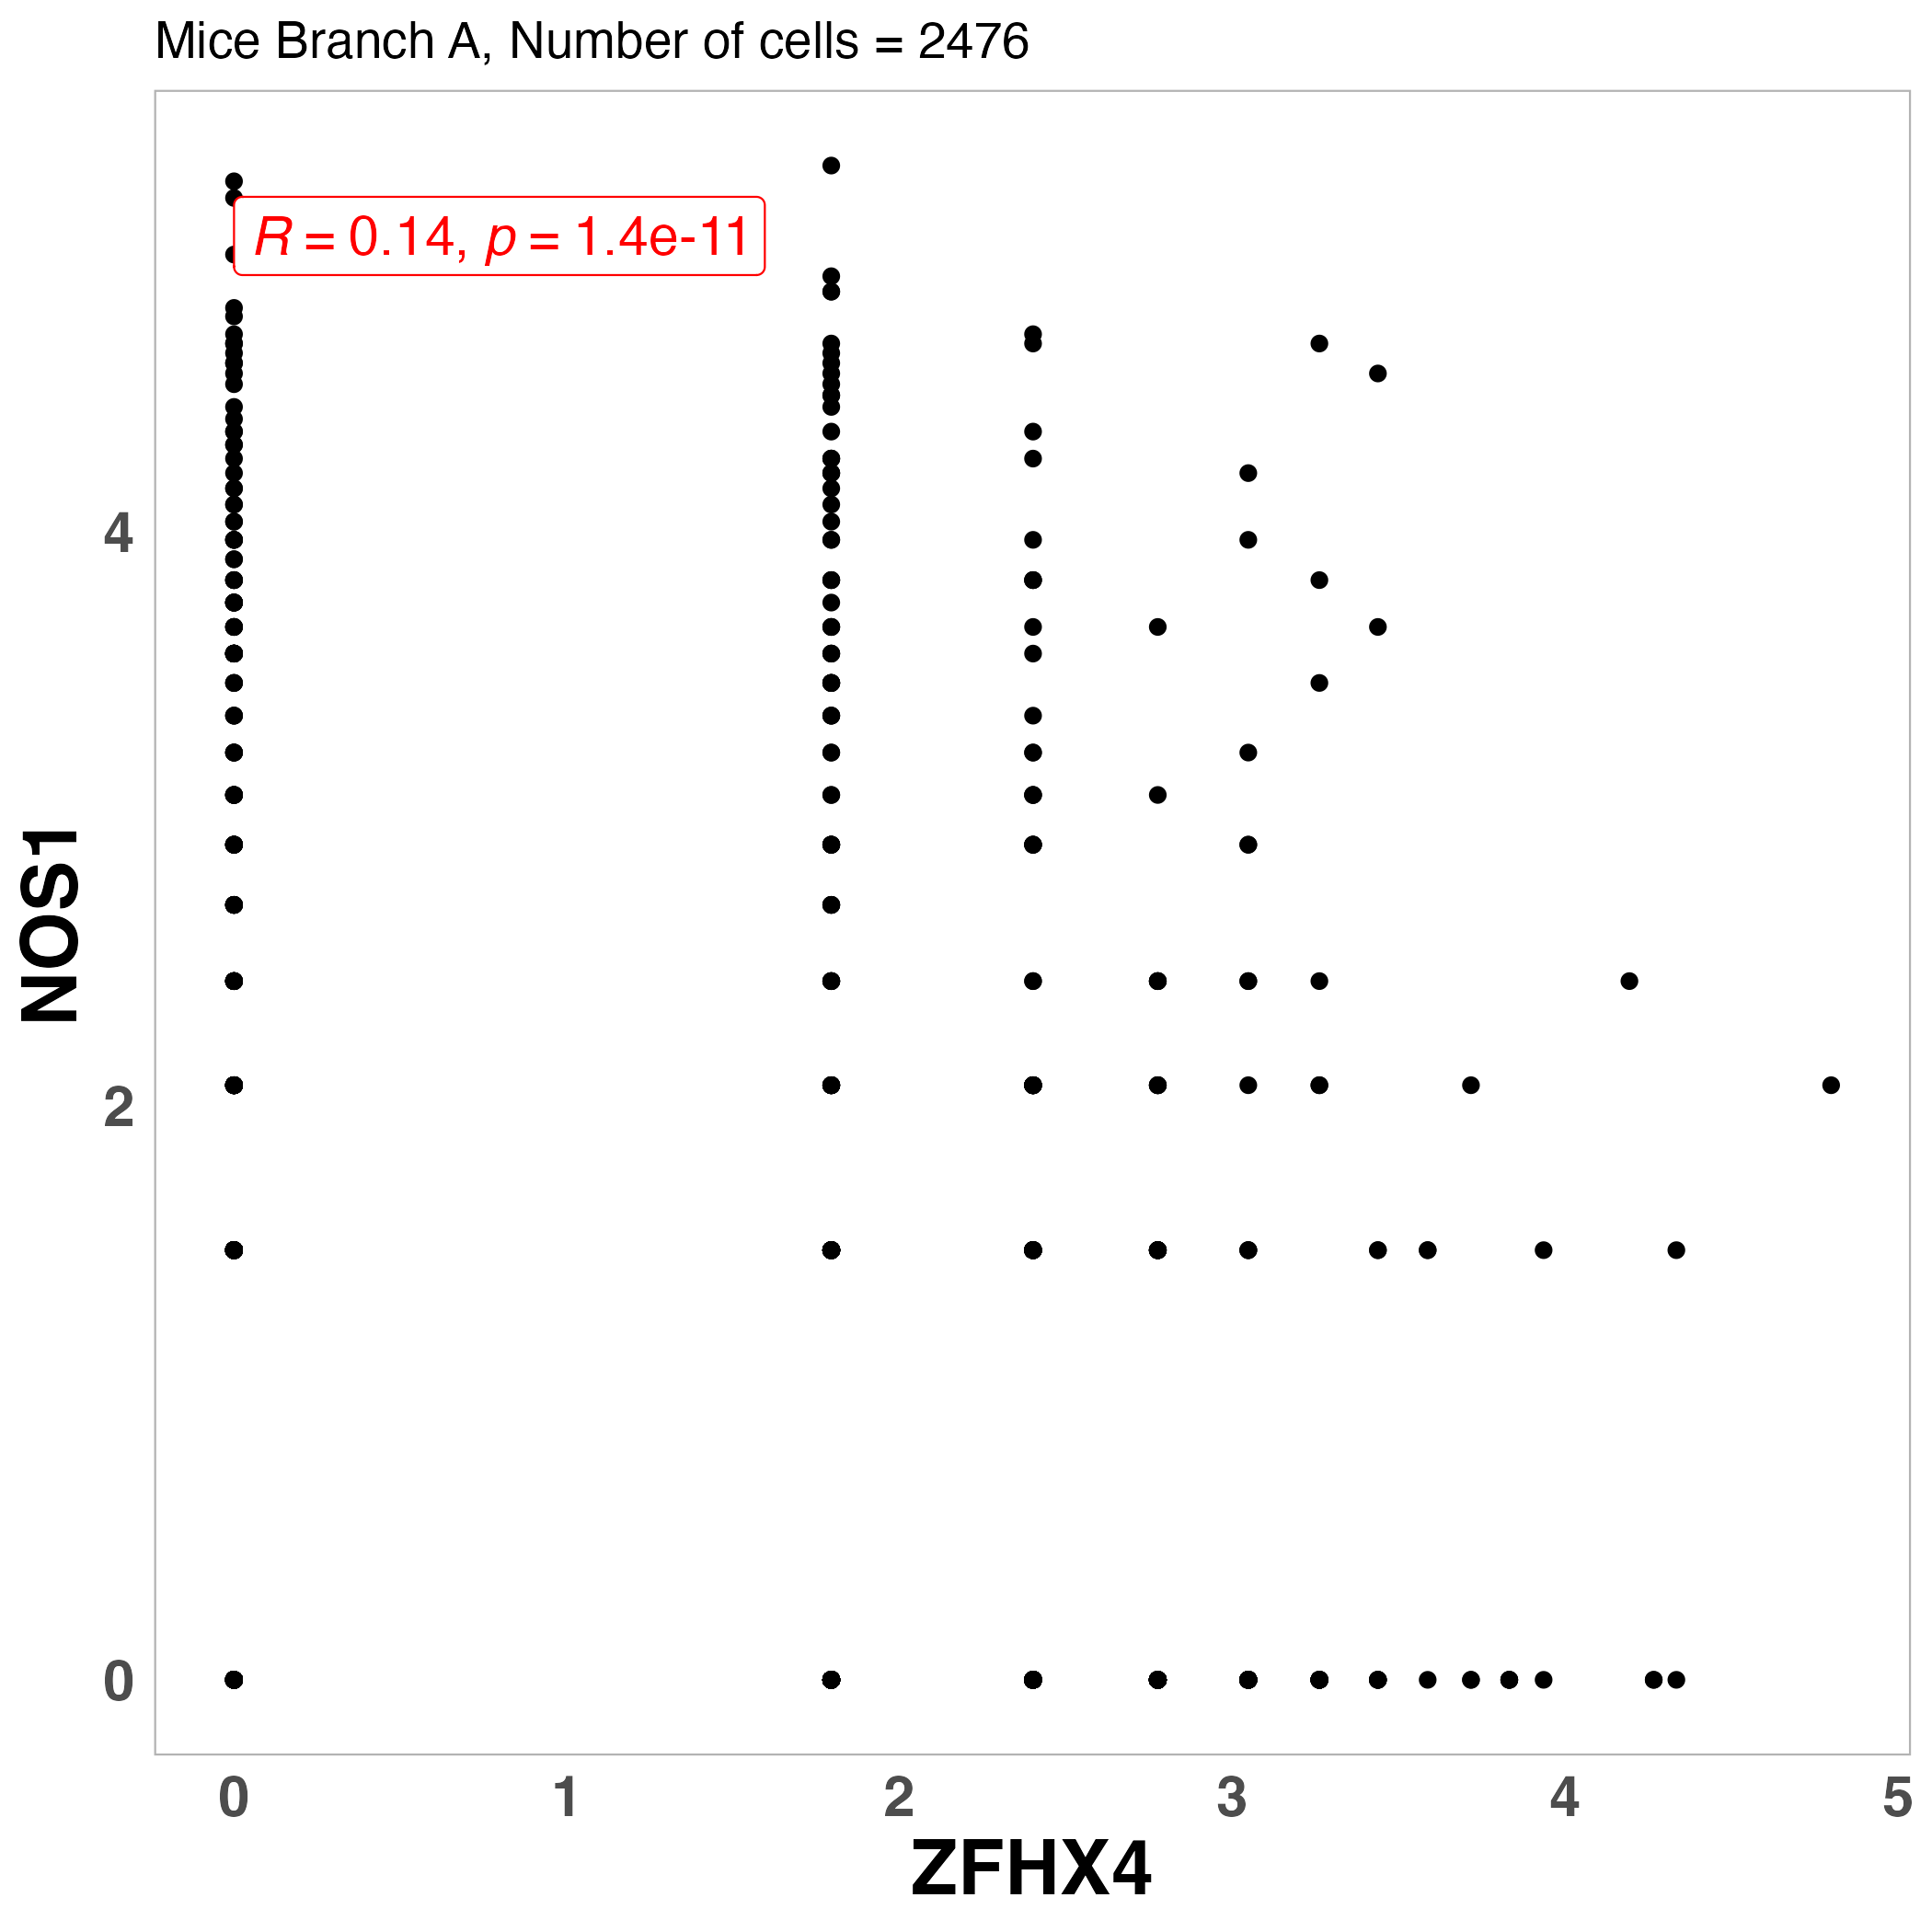 Mice Branch A, Number of cells = 2476
R = 0.14, p = 1.4e-11
4
2
0
NOS1
0 1 2 3 4 5
ZFHX4